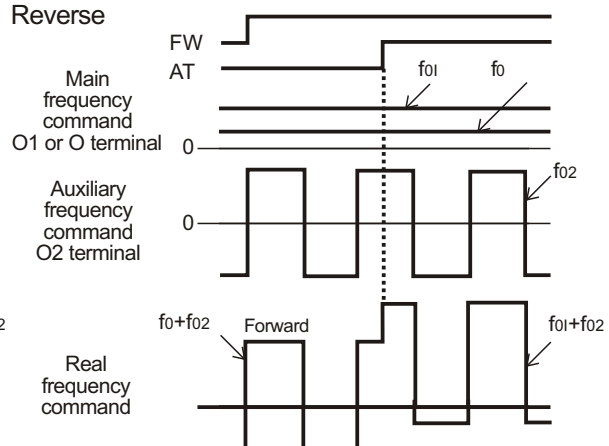 Reverse
FW
AT
Main
frequency
command
O1 or O terminal
0
f0I
f0
Auxiliary
frequency
command
O2 terminal
0
f02
2
f0+f02
Forward
f0I+f02
Real
frequency
command